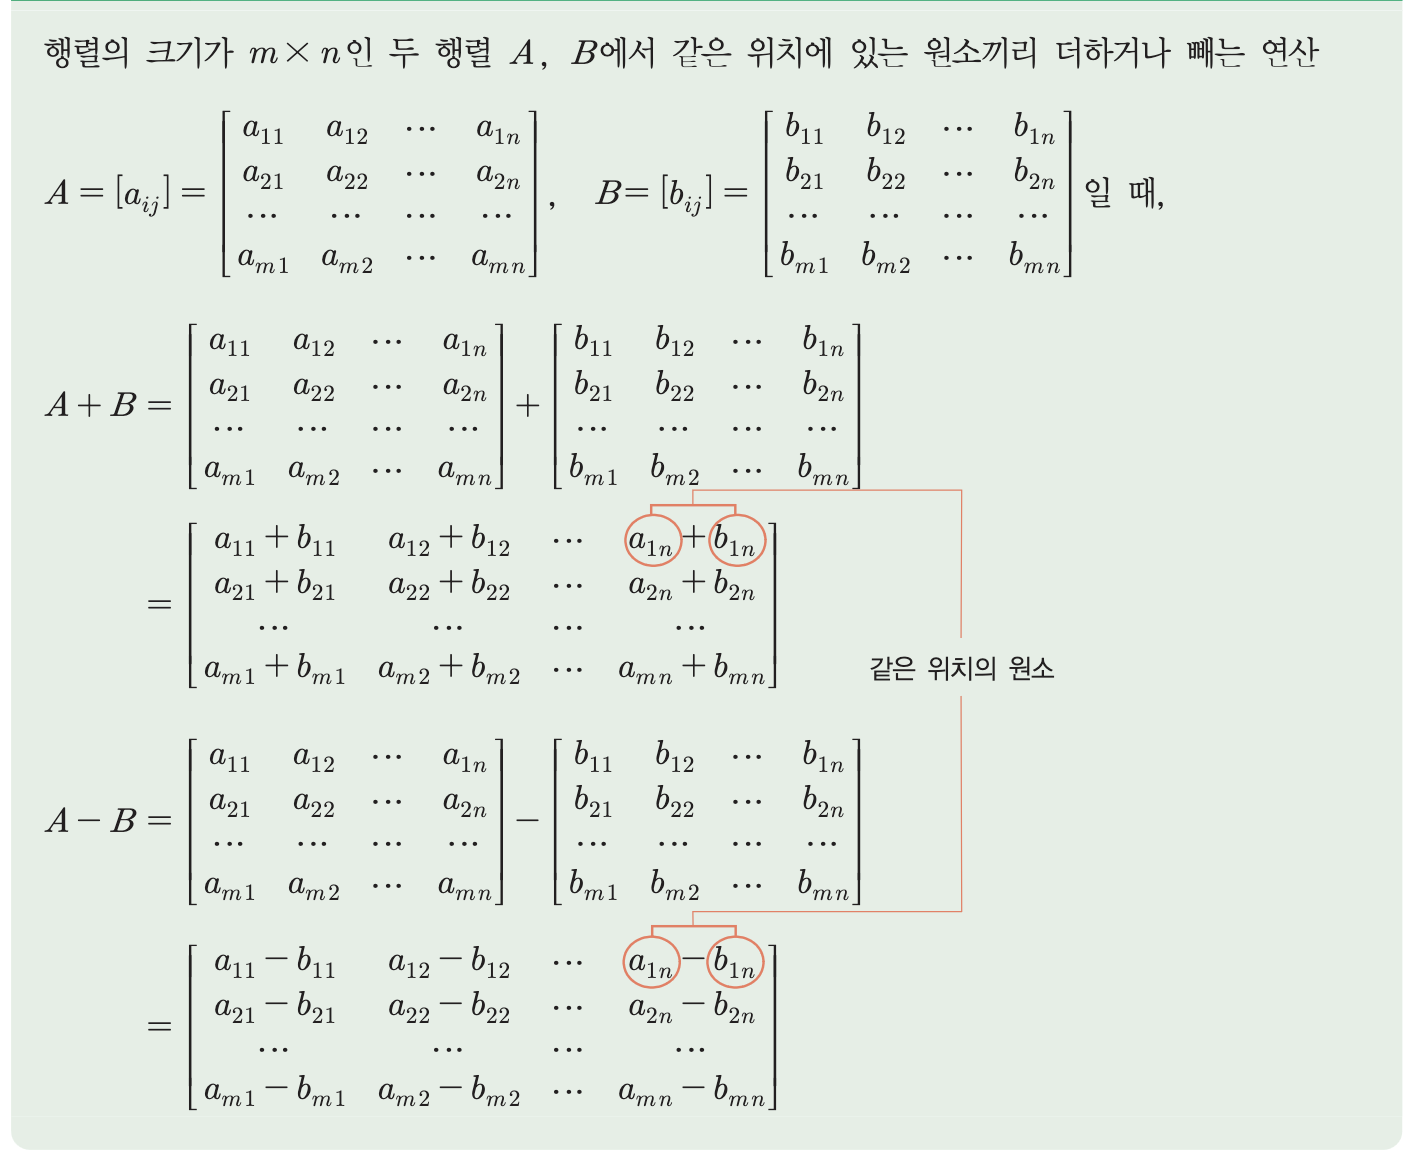 행렬의 크기가 m×n인 두 행렬 A, B에서 같은 위치에 있는 원소끼리 더하거나 빼는 연산
A = [a_{ij}] = \begin{bmatrix} a_{11} & a_{12} & \cdots & a_{1n} \\ a_{21} & a_{22} & \cdots & a_{2n} \\ \cdots & \cdots & \cdots & \cdots \\ a_{m1} & a_{m2} & \cdots & a_{mn} \end{bmatrix}, B = [b_{ij}] = \begin{bmatrix} b_{11} & b_{12} & \cdots & b_{1n} \\ b_{21} & b_{22} & \cdots & b_{2n} \\ \cdots & \cdots & \cdots & \cdots \\ b_{m1} & b_{m2} & \cdots & b_{mn} \end{bmatrix} 일 때,
A + B = \begin{bmatrix} a_{11} & a_{12} & \cdots & a_{1n} \\ a_{21} & a_{22} & \cdots & a_{2n} \\ \cdots & \cdots & \cdots & \cdots \\ a_{m1} & a_{m2} & \cdots & a_{mn} \end{bmatrix} + \begin{bmatrix} b_{11} & b_{12} & \cdots & b_{1n} \\ b_{21} & b_{22} & \cdots & b_{2n} \\ \cdots & \cdots & \cdots & \cdots \\ b_{m1} & b_{m2} & \cdots & b_{mn} \end{bmatrix}
= \begin{bmatrix} a_{11}+b_{11} & a_{12}+b_{12} & \cdots & a_{1n}+b_{1n} \\ a_{21}+b_{21} & a_{22}+b_{22} & \cdots & a_{2n}+b_{2n} \\ \cdots & \cdots & \cdots & \cdots \\ a_{m1}+b_{m1} & a_{m2}+b_{m2} & \cdots & a_{mn}+b_{mn} \end{bmatrix}
같은 위치의 원소
A - B = \begin{bmatrix} a_{11} & a_{12} & \cdots & a_{1n} \\ a_{21} & a_{22} & \cdots & a_{2n} \\ \cdots & \cdots & \cdots & \cdots \\ a_{m1} & a_{m2} & \cdots & a_{mn} \end{bmatrix} - \begin{bmatrix} b_{11} & b_{12} & \cdots & b_{1n} \\ b_{21} & b_{22} & \cdots & b_{2n} \\ \cdots & \cdots & \cdots & \cdots \\ b_{m1} & b_{m2} & \cdots & b_{mn} \end{bmatrix}
= \begin{bmatrix} a_{11}-b_{11} & a_{12}-b_{12} & \cdots & a_{1n}-b_{1n} \\ a_{21}-b_{21} & a_{22}-b_{22} & \cdots & a_{2n}-b_{2n} \\ \cdots & \cdots & \cdots & \cdots \\ a_{m1}-b_{m1} & a_{m2}-b_{m2} & \cdots & a_{mn}-b_{mn} \end{bmatrix}